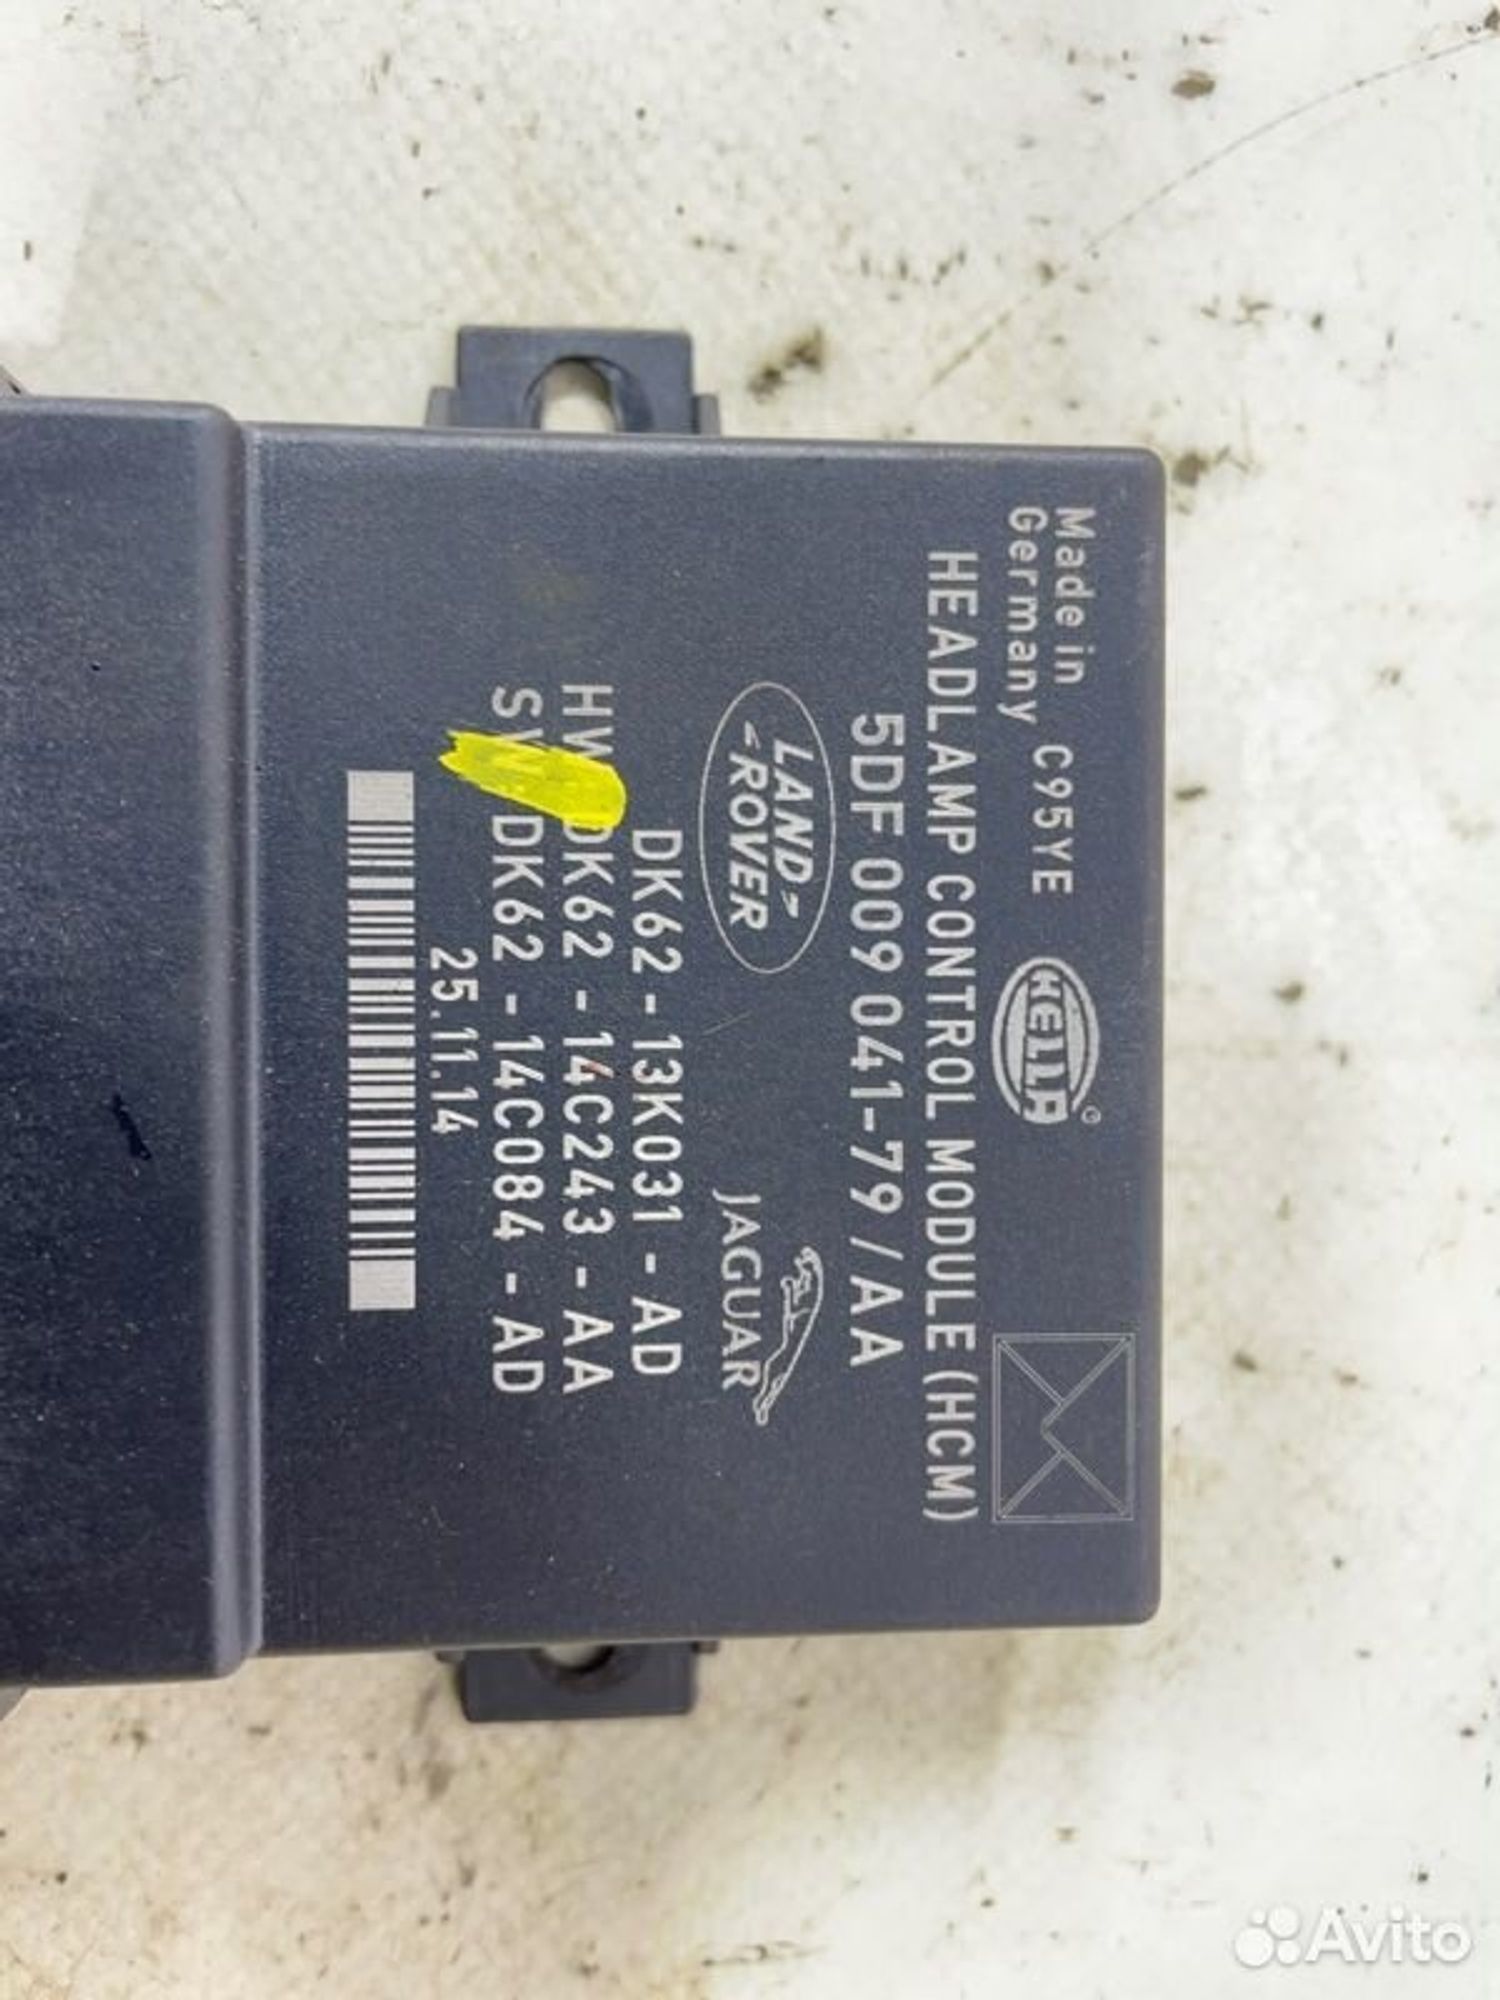 Made in
Germany C95YE HELLA
HEADLAMP CONTROL MODULE (HCM)
5DF 009 041-79 / AA
LAND ROVER JAGUAR
DK62 - 13K031 - AD
HW DK62 - 14C243 - AA
SW DK62 - 14C084 - AD
25.11.14
Avito